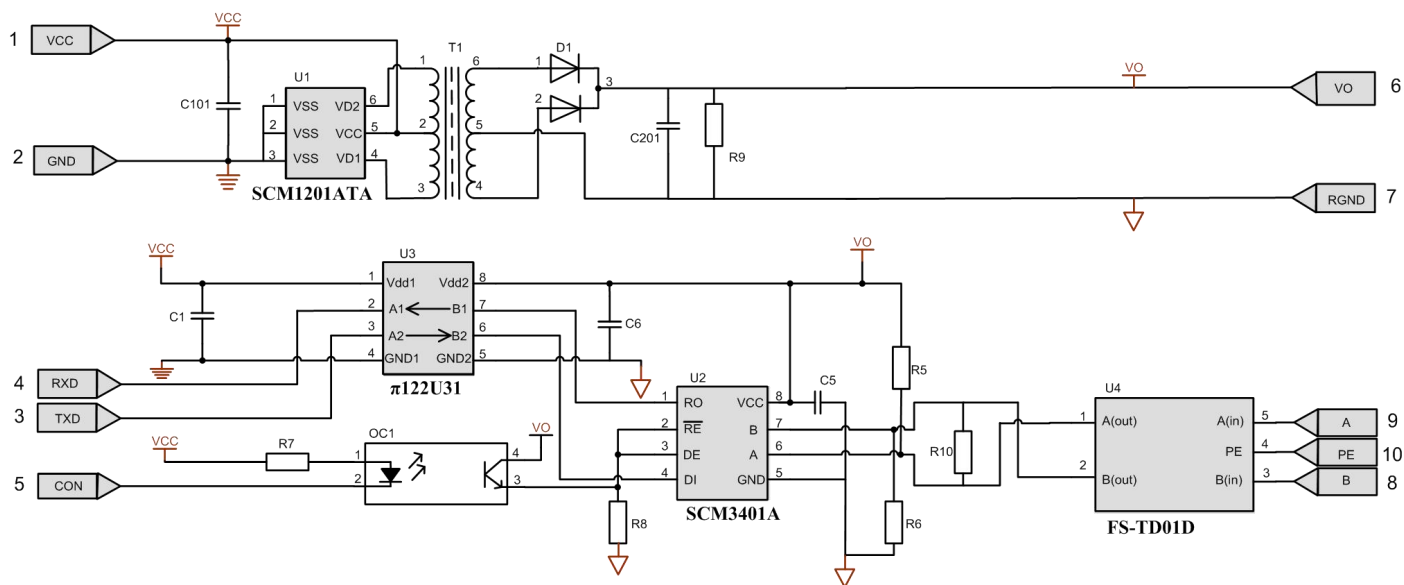 1 VCC
VCC
C101
2 GND
U1
1 VSS VD2 6
2 VSS VCC 5
3 VSS VD1 4
SCM1201ATA
T1
1 6
2 5
3 4
D1
1
2
3
C201
R9
VO
VO 6
RGND 7
VCC
C1
U3
1 Vdd1 Vdd2 8
2 A1 B1 7
3 A2 B2 6
4 GND1 GND2 5
π122U31
C6
VO
4 RXD
3 TXD
5 CON
VCC
R7
OC1
1 4
2 3
VO
R8
U2
1 RO VCC 8
2 RE B 7
3 DE A 6
4 DI GND 5
SCM3401A
C5
R5
R6
R10
U4
1 A(out) A(in) 5
PE 4
2 B(out) B(in) 3
FS-TD01D
A 9
PE 10
B 8